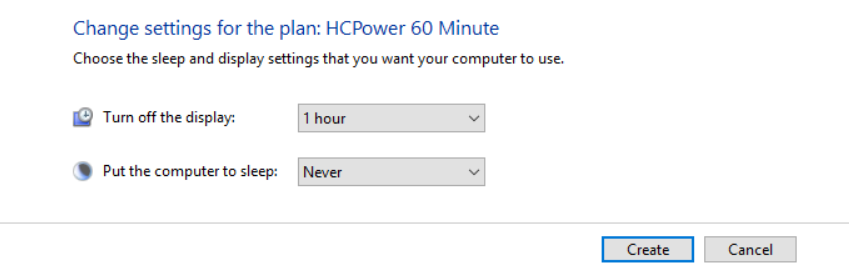 Change settings for the plan: HCPower 60 Minute
Choose the sleep and display settings that you want your computer to use.
Turn off the display: 1 hour
Put the computer to sleep: Never
Create Cancel